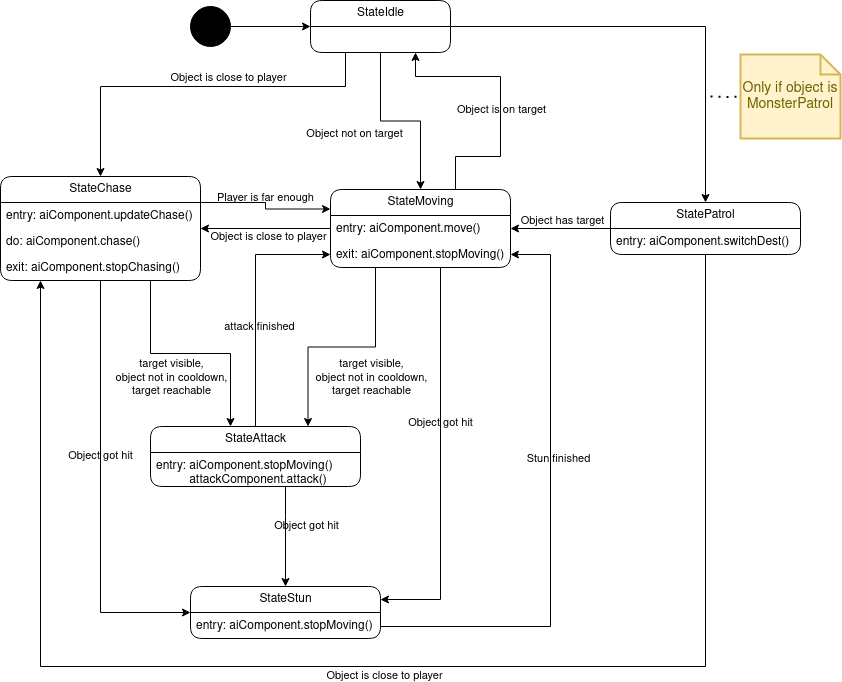 StateIdle
Object is close to player
Only if object is
MonsterPatrol
Object is on target
Object not on target
StateChase
entry: aiComponent.updateChase()
do: aiComponent.chase()
exit: aiComponent.stopChasing()
Player is far enough
Object is close to player
StateMoving
entry: aiComponent.move()
exit: aiComponent.stopMoving()
Object has target
StatePatrol
entry: aiComponent.switchDest()
attack finished
target visible,
object not in cooldown,
target reachable
target visible,
object not in cooldown,
target reachable
Object got hit
StateAttack
entry: aiComponent.stopMoving()
attackComponent.attack()
Object got hit
Stun finished
Object got hit
StateStun
entry: aiComponent.stopMoving()
Object is close to player